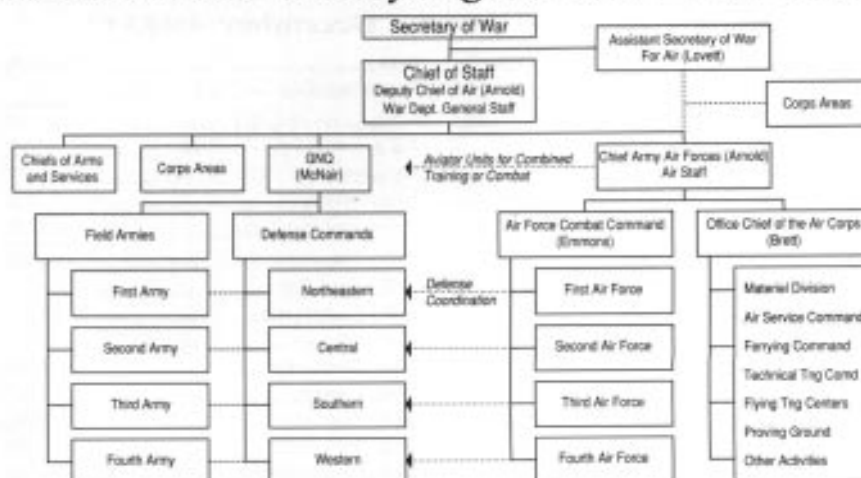 Secretary of War
Assistant Secretary of War
For Air (Lovett)
Chief of Staff
Deputy Chief of Air (Arnold)
War Dept. General Staff
Corps Areas
Chiefs of Arms
and Services
Corps Areas
GHQ
(McNair)
Aviator Units for Combined
Training or Combat
Chief Army Air Forces (Arnold)
Air Staff
Field Armies
Defense Commands
Air Force Combat Command
(Emmons)
Office Chief of the Air Corps
(Brett)
First Army
Northeastern
Defense
Coordination
First Air Force
Materiel Division
Air Service Command
Second Army
Central
Second Air Force
Ferrying Command
Technical Tng Comd
Third Army
Southern
Third Air Force
Flying Tng Centers
Proving Ground
Fourth Army
Western
Fourth Air Force
Other Activities